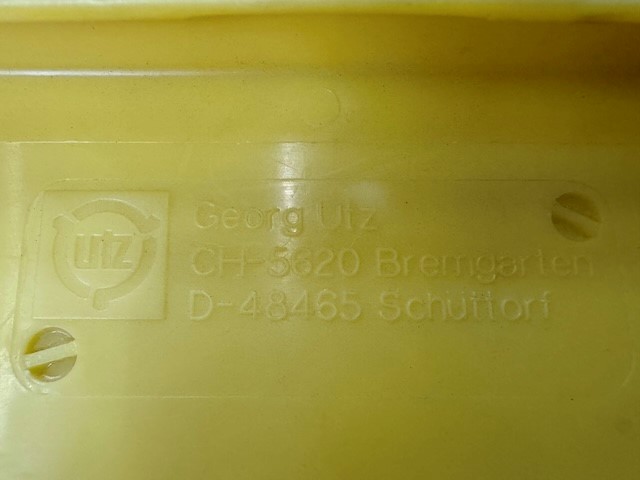 utz
Georg Utz
CH-5620 Bremgarten
D-48465 Schüttorf